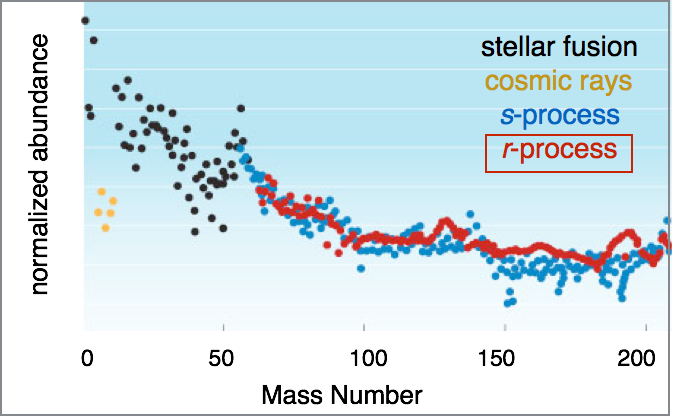 stellar fusion
cosmic rays
s-process
r-process
normalized abundance
0 50 100 150 200
Mass Number